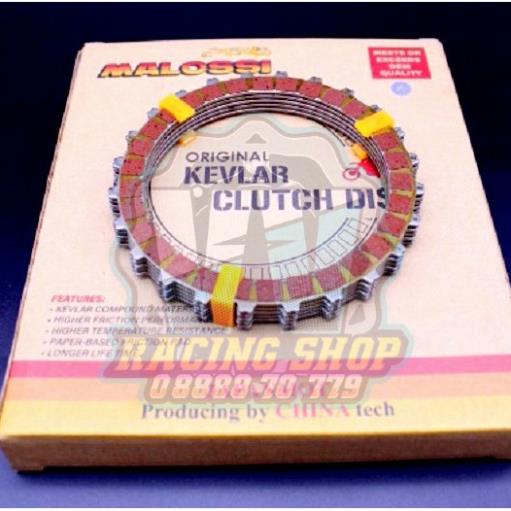 MALOSSI
MEETS OR
EXCEEDS
OEM
QUALITY
ORIGINAL
KEVLAR
CLUTCH DIS
FEATURES:
- KEVLAR COMPOUND MATER
- HIGHER FRICTION PERFORMA
- HIGHER TEMPERATURE RESISTANCE
- PAPER-BASED FRICTION PAD
- LONGER LIFE TIME
RACING SHOP
08888-70-779
Producing by CHINA tech